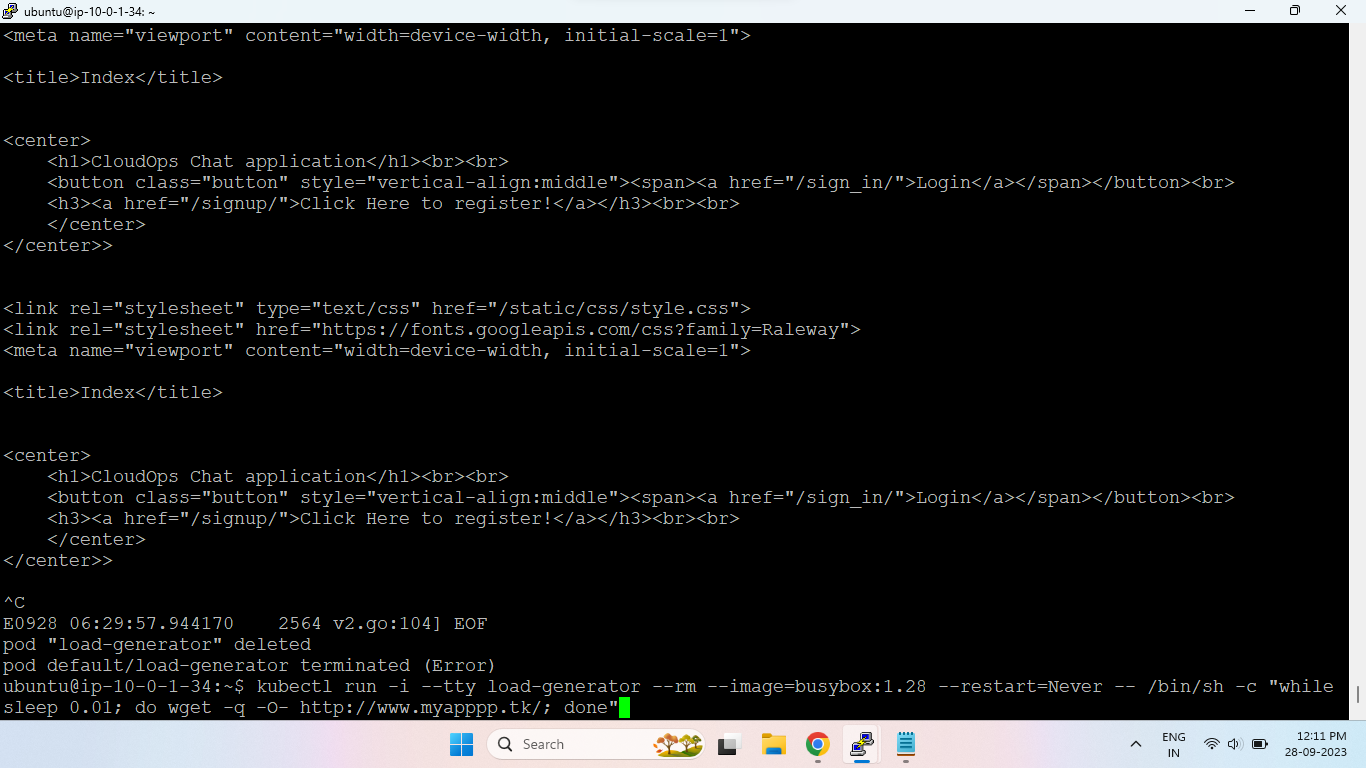 ubuntu@ip-10-0-1-34: ~
<meta name="viewport" content="width=device-width, initial-scale=1">
<title>Index</title>
<center>
    <h1>CloudOps Chat application</h1><br><br>
    <button class="button" style="vertical-align:middle"><span><a href="/sign_in/">Login</a></span></button><br>
    <h3><a href="/signup/">Click Here to register!</a></h3><br><br>
    </center>
</center>>
<link rel="stylesheet" type="text/css" href="/static/css/style.css">
<link rel="stylesheet" href="https://fonts.googleapis.com/css?family=Raleway">
<meta name="viewport" content="width=device-width, initial-scale=1">
<title>Index</title>
<center>
    <h1>CloudOps Chat application</h1><br><br>
    <button class="button" style="vertical-align:middle"><span><a href="/sign_in/">Login</a></span></button><br>
    <h3><a href="/signup/">Click Here to register!</a></h3><br><br>
    </center>
</center>>
^C
E0928 06:29:57.944170    2564 v2.go:104] EOF
pod "load-generator" deleted
pod default/load-generator terminated (Error)
ubuntu@ip-10-0-1-34:~$ kubectl run -i --tty load-generator --rm --image=busybox:1.28 --restart=Never -- /bin/sh -c "while
sleep 0.01; do wget -q -O- http://www.myapppp.tk/; done"
Search
ENG
IN
12:11 PM
28-09-2023